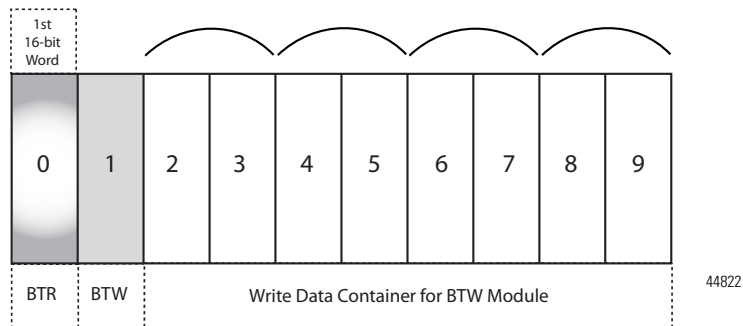 1st
16-bit
Word
0 1 2 3 4 5 6 7 8 9
BTR BTW Write Data Container for BTW Module
44822